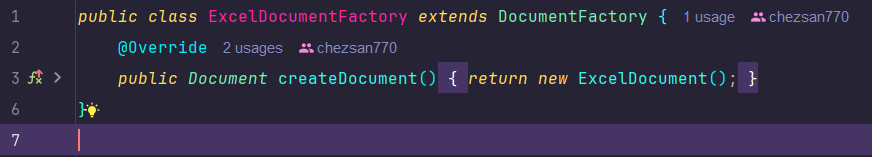 1 public class ExcelDocumentFactory extends DocumentFactory { 1 usage chezsan770
2 @Override 2 usages chezsan770
3 public Document createDocument() { return new ExcelDocument(); }
6 }
7